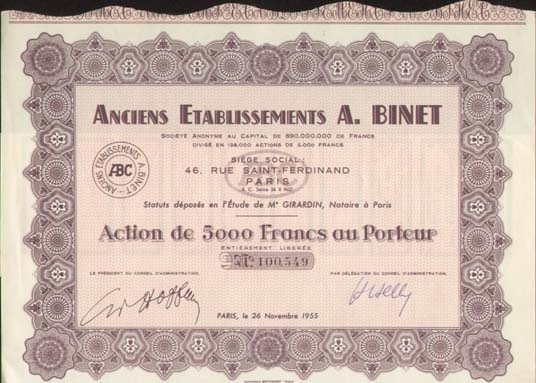 ANCIENS ETABLISSEMENTS A. BINET
SOCIÉTÉ ANONYME AU CAPITAL DE 690.000.000 DE FRANCS
DIVISÉ EN 138.000 ACTIONS DE 5.000 FRANCS
SIÈGE SOCIAL:
46, RUE SAINT-FERDINAND
PARIS
R. C. Seine
ANCIENS ETABLISSEMENTS A. BINET
ABC
Statuts déposés en l'Étude de Me GIRARDIN, Notaire à Paris
Action de 5000 Francs au Porteur
ENTIÈREMENT LIBÉRÉE
No 100,549
LE PRÉSIDENT DU CONSEIL D'ADMINISTRATION,
PAR DÉLÉGATION DU CONSEIL D'ADMINISTRATION,
PARIS, le 26 Novembre 1955